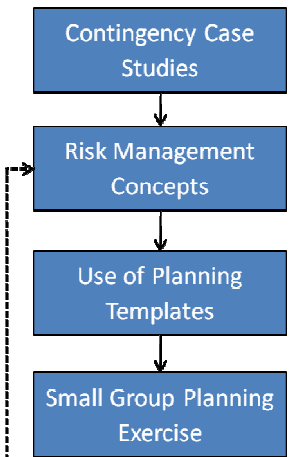 Contingency Case
Studies
Risk Management
Concepts
Use of Planning
Templates
Small Group Planning
Exercise